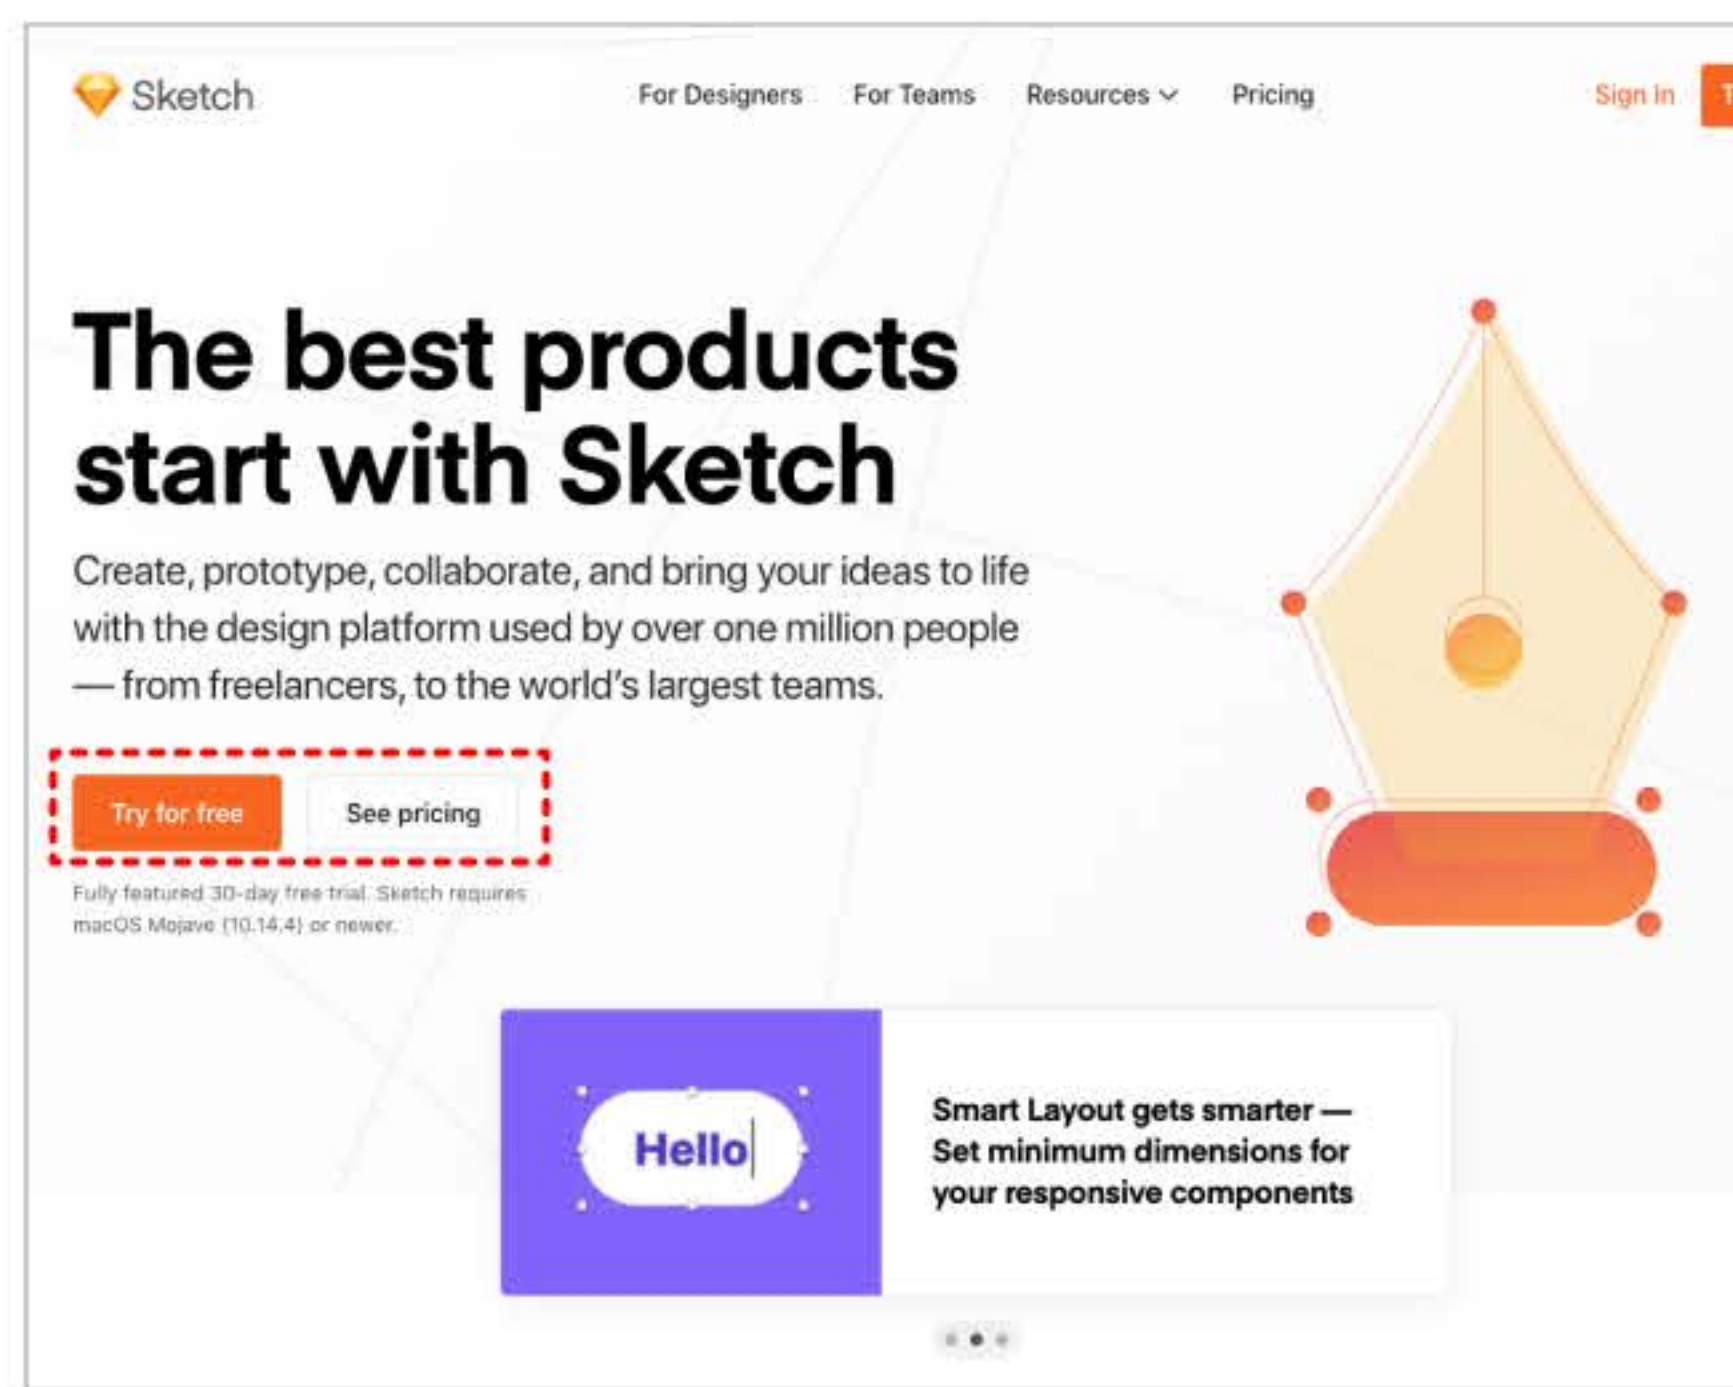 Sketch
For Designers
For Teams
Resources
Pricing
Sign In
The best products
start with Sketch
Create, prototype, collaborate, and bring your ideas to life
with the design platform used by over one million people
— from freelancers, to the world’s largest teams.
Try for free
See pricing
Fully featured 30-day free trial. Sketch requires
macOS Mojave (10.14.4) or newer.
Hello
Smart Layout gets smarter —
Set minimum dimensions for
your responsive components